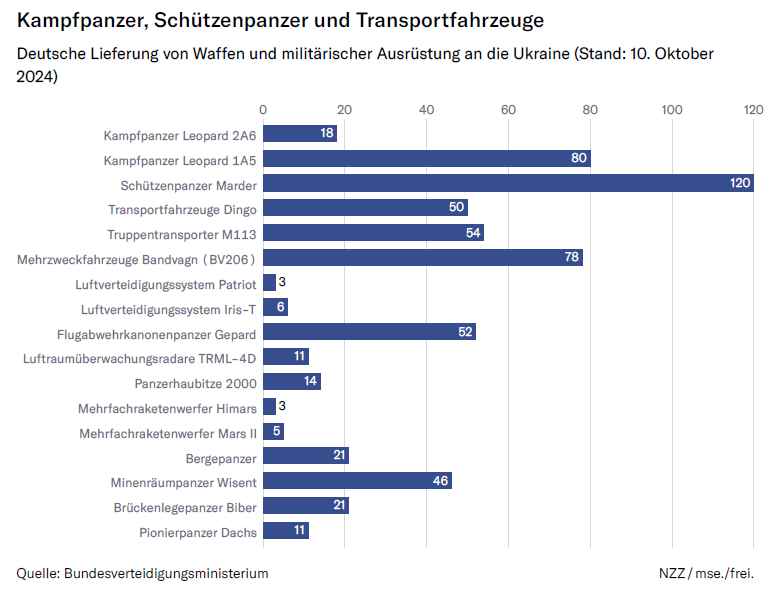 Kampfpanzer, Schützenpanzer und Transportfahrzeuge
Deutsche Lieferung von Waffen und militärischer Ausrüstung an die Ukraine (Stand: 10. Oktober
2024)
0 20 40 60 80 100 120
Kampfpanzer Leopard 2A6 18
Kampfpanzer Leopard 1A5 80
Schützenpanzer Marder 120
Transportfahrzeuge Dingo 50
Truppentransporter M113 54
Mehrzweckfahrzeuge Bandvagn (BV206) 78
Luftverteidigungssystem Patriot 3
Luftverteidigungssystem Iris-T 6
Flugabwehrkanonenpanzer Gepard 52
Luftraumüberwachungsradare TRML-4D 11
Panzerhaubitze 2000 14
Mehrfachraketenwerfer Himars 3
Mehrfachraketenwerfer Mars II 5
Bergepanzer 21
Minenräumpanzer Wisent 46
Brückenlegepanzer Biber 21
Pionierpanzer Dachs 11
Quelle: Bundesverteidigungsministerium NZZ / mse./frei.